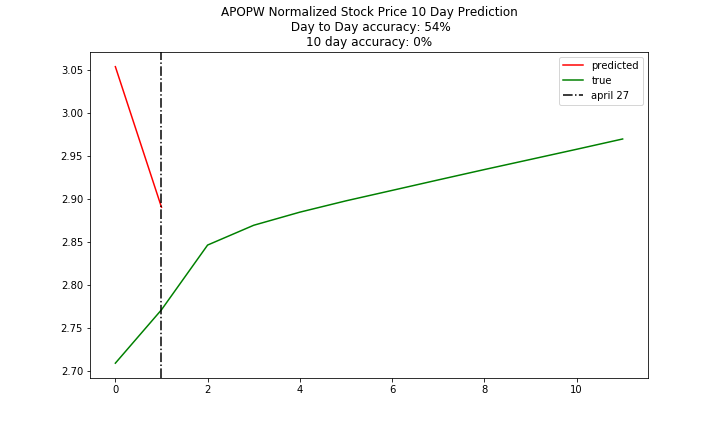 APOPW Normalized Stock Price 10 Day Prediction
Day to Day accuracy: 54%
10 day accuracy: 0%
predicted
true
april 27
3.05
3.00
2.95
2.90
2.85
2.80
2.75
2.70
0 2 4 6 8 10